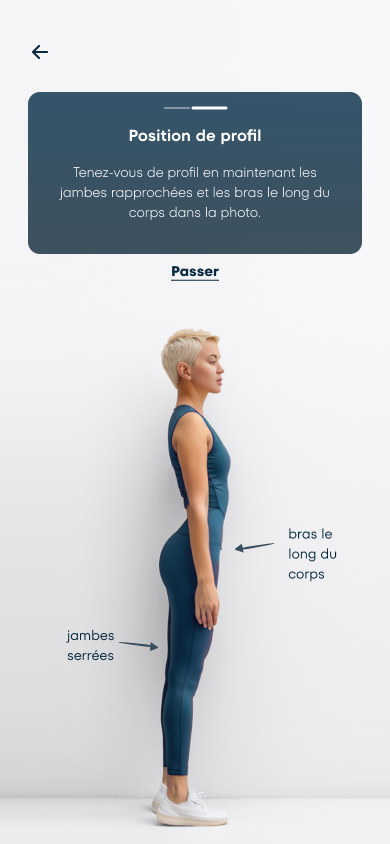 Position de profil
Tenez-vous de profil en maintenant les
jambes rapprochées et les bras le long du
corps dans la photo.
Passer
bras le
long du
corps
jambes
serrées